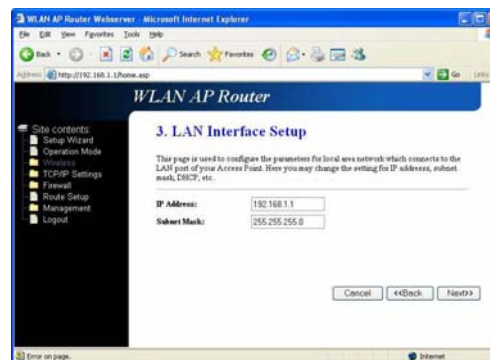 WLAN AP Router Webserver - Microsoft Internet Explorer
File Edit View Favorites Tools Help
Back Search Favorites
Address http://192.168.1.1/home.asp Go Links
WLAN AP Router
Site contents:
Setup Wizard
Operation Mode
Wireless
TCP/IP Settings
Firewall
Route Setup
Management
Logout
3. LAN Interface Setup
This page is used to configure the parameters for local area network which connects to the
LAN port of your Access Point. Here you may change the setting for IP addresss, subnet
mask, DHCP, etc..
IP Address: 192.168.1.1
Subnet Mask: 255.255.255.0
Cancel <<Back Next>>
Error on page. Internet